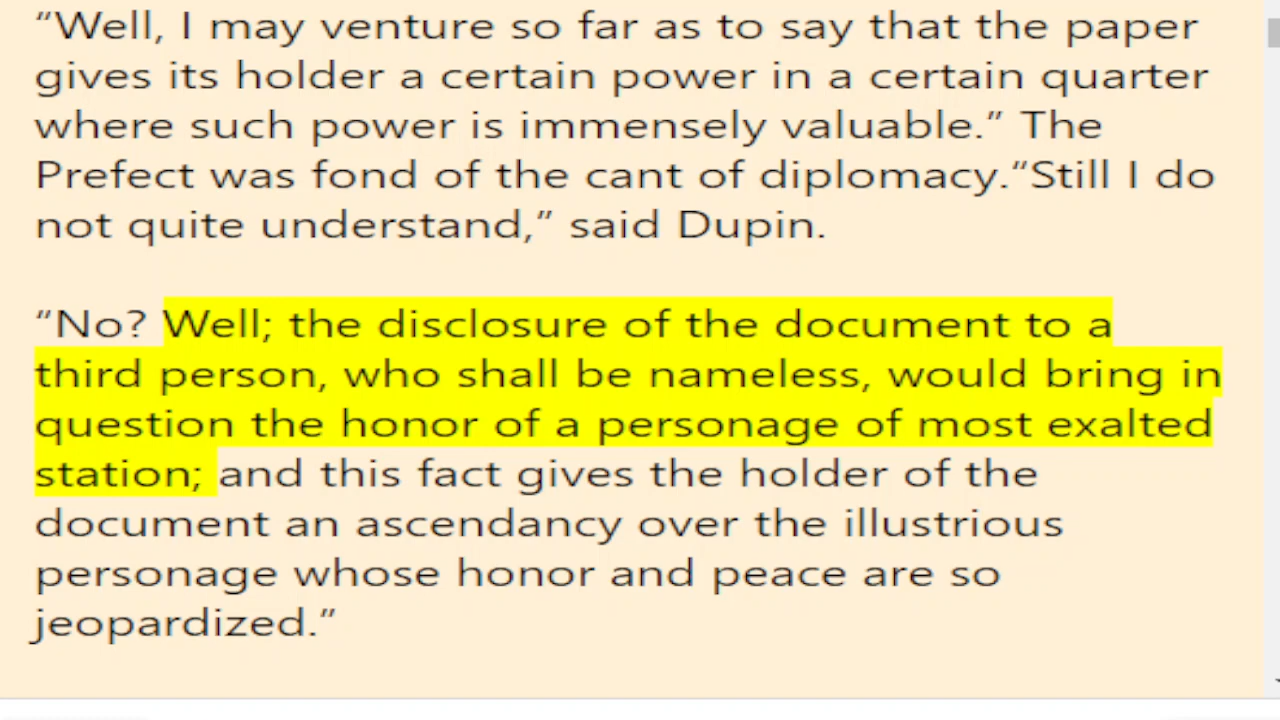 “Well, I may venture so far as to say that the paper
gives its holder a certain power in a certain quarter
where such power is immensely valuable.” The
Prefect was fond of the cant of diplomacy.“Still I do
not quite understand,” said Dupin.
“No? Well; the disclosure of the document to a
third person, who shall be nameless, would bring in
question the honor of a personage of most exalted
station; and this fact gives the holder of the
document an ascendancy over the illustrious
personage whose honor and peace are so
jeopardized.”